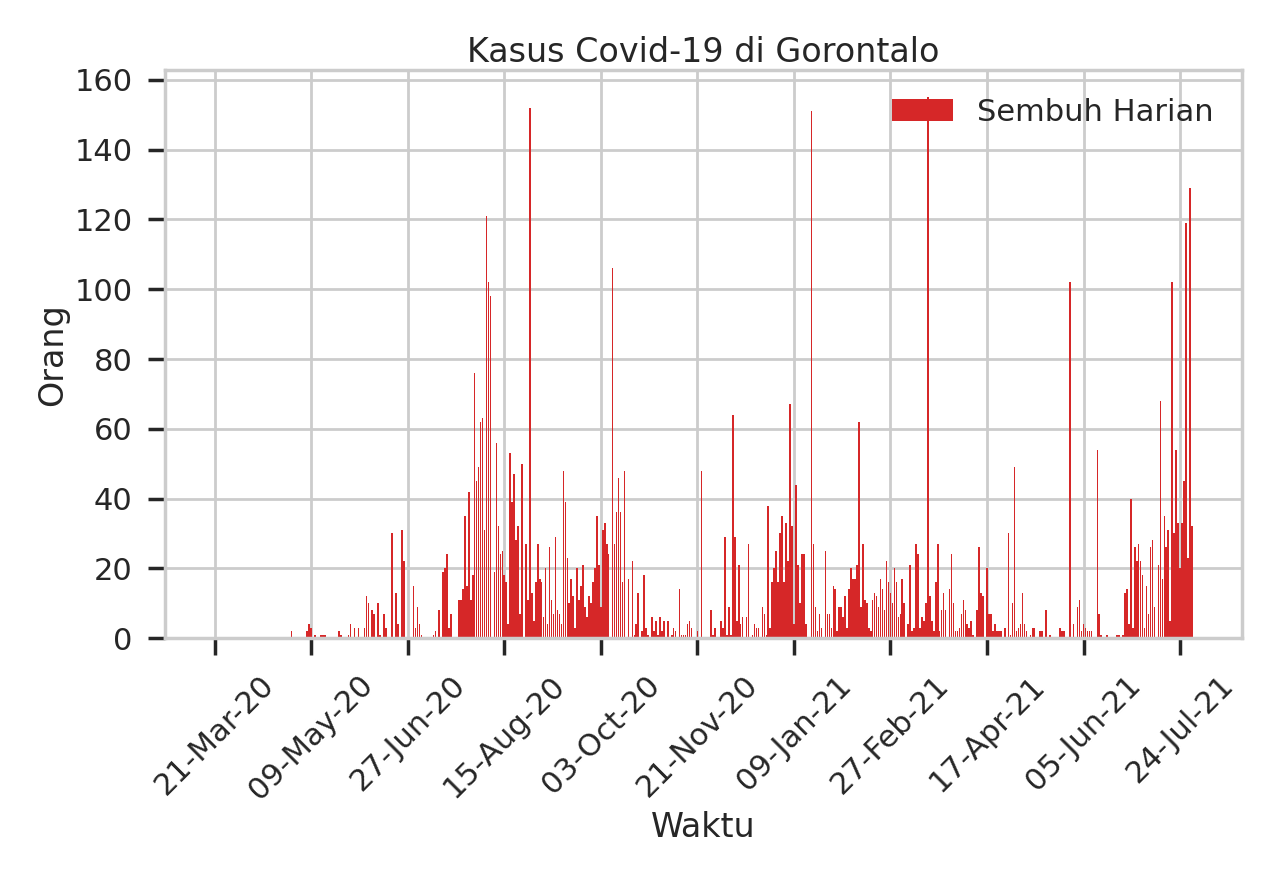 Kasus Covid-19 di Gorontalo
Sembuh Harian
Orang
160
140
120
100
80
60
40
20
0
21-Mar-20
09-May-20
27-Jun-20
15-Aug-20
03-Oct-20
21-Nov-20
09-Jan-21
27-Feb-21
17-Apr-21
05-Jun-21
24-Jul-21
Waktu